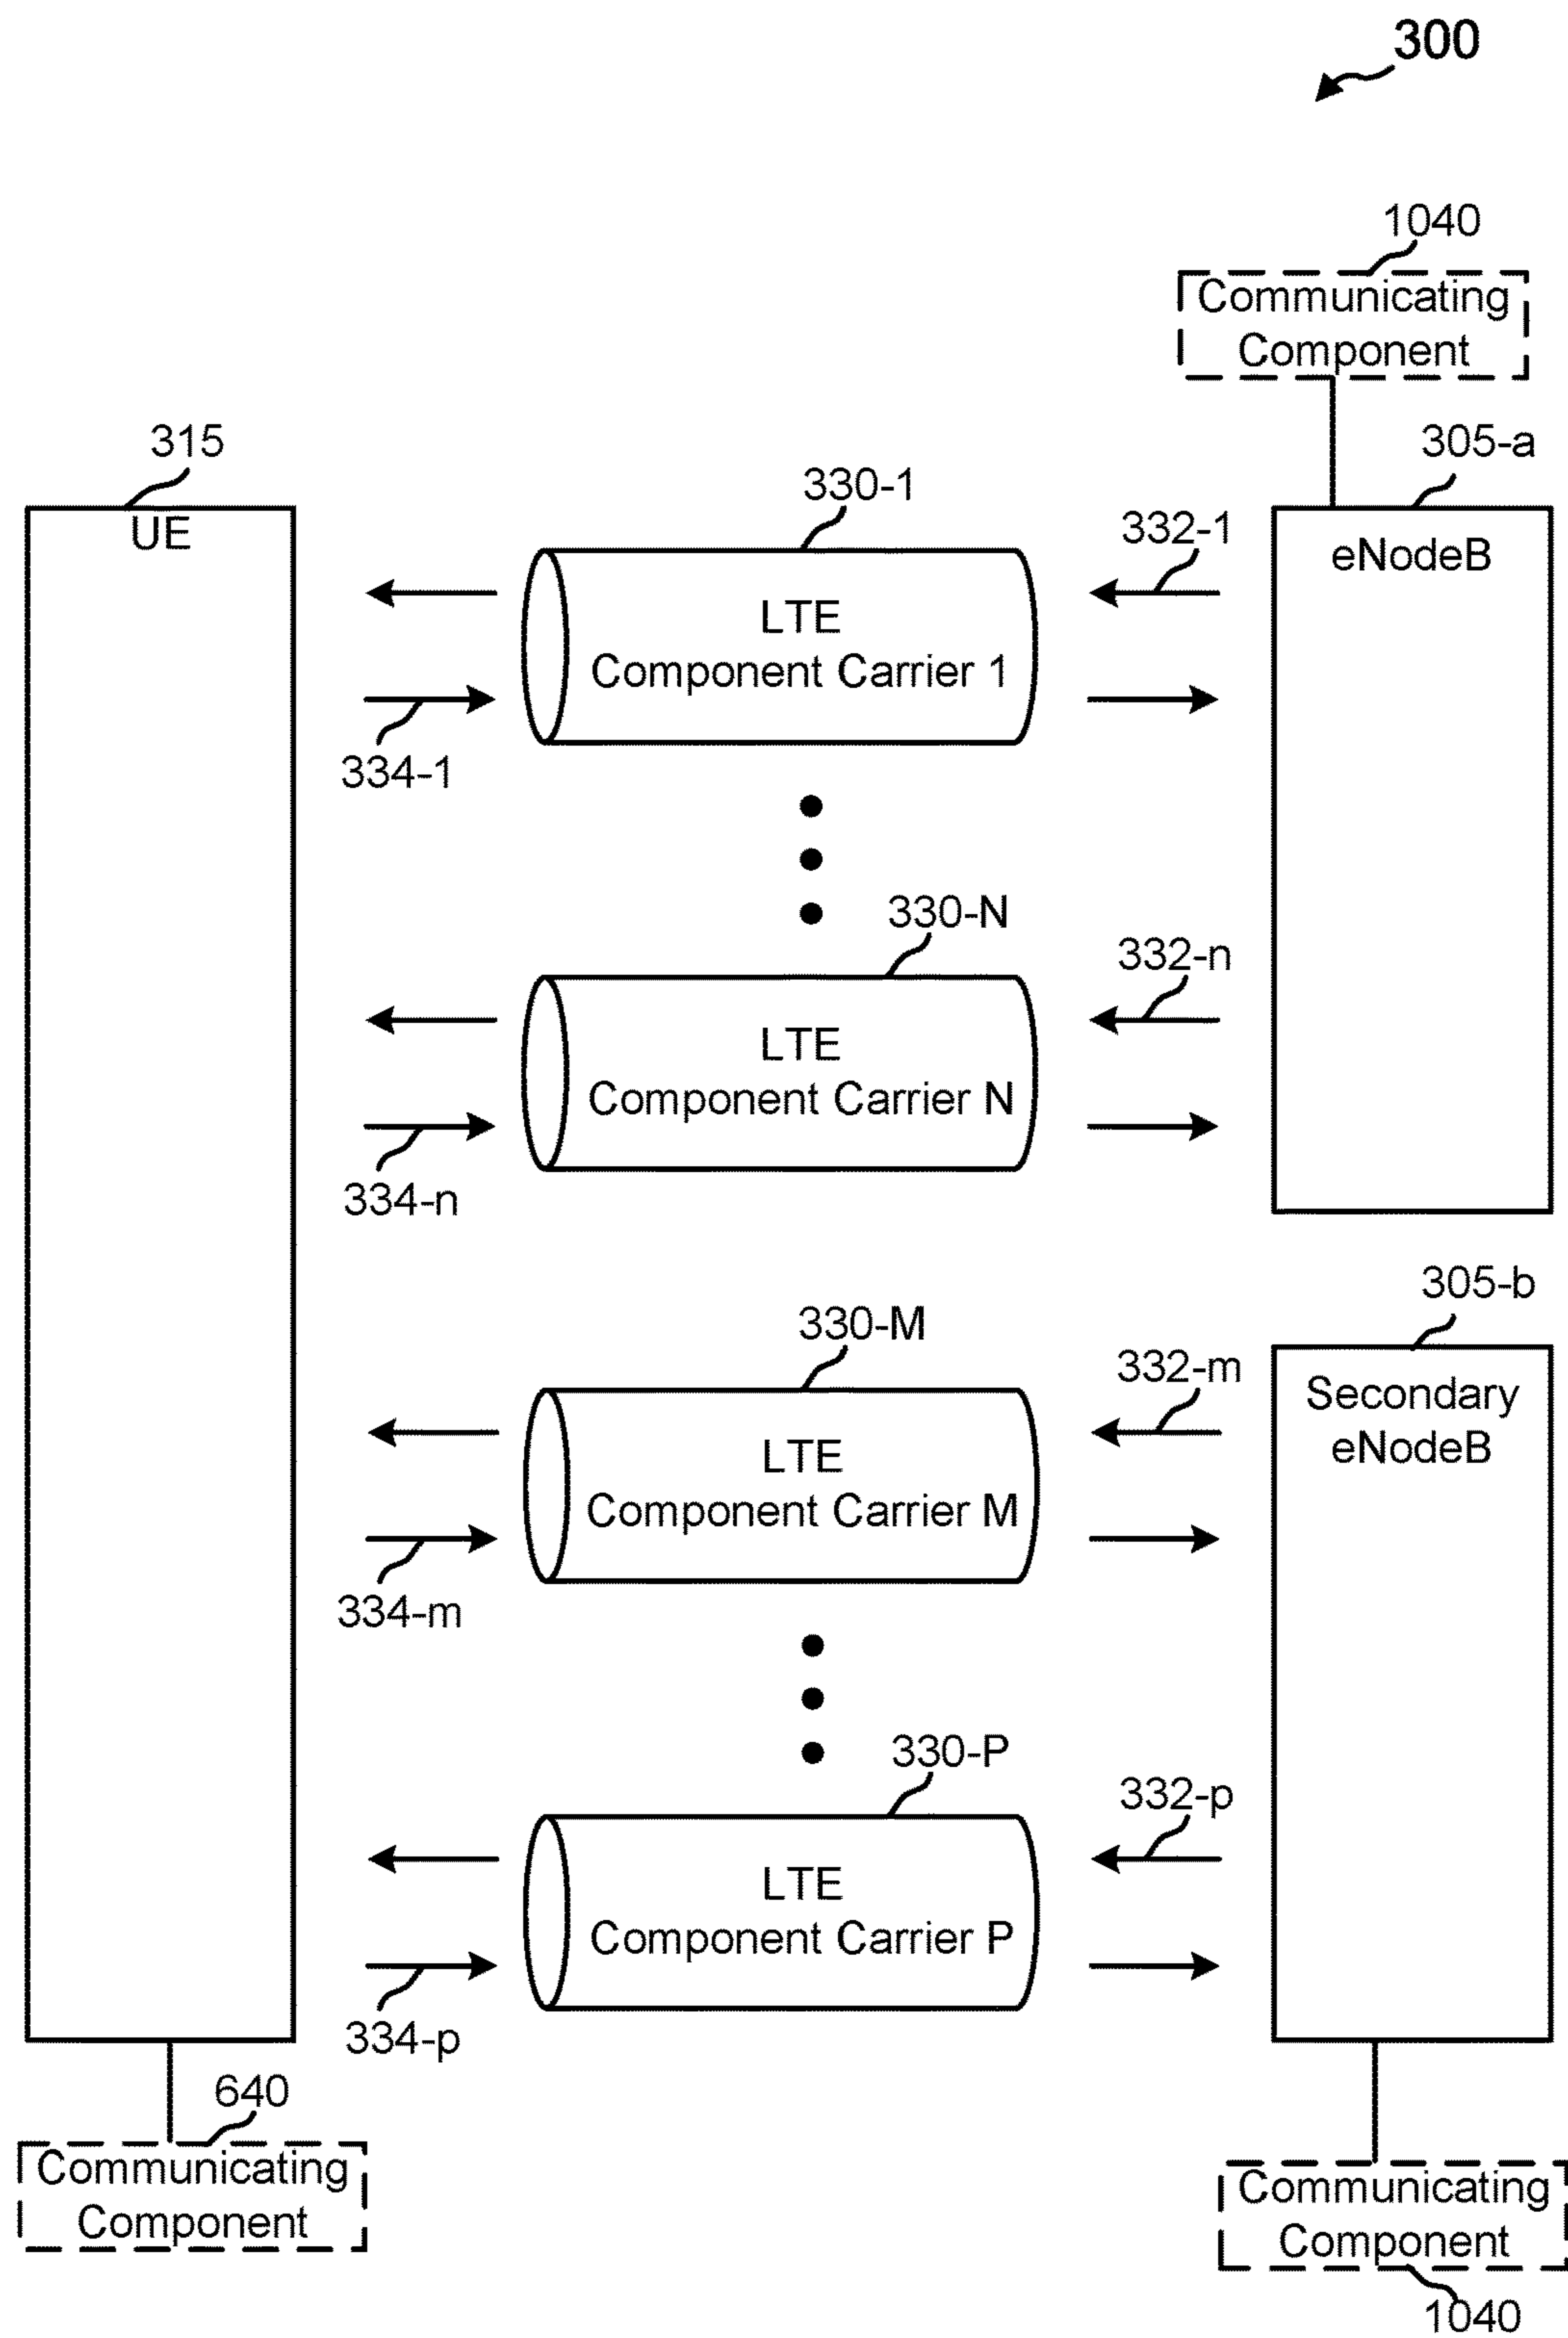 300
1040
Communicating
Component
315
305-a
330-1
332-1
UE
eNodeB
LTE
Component Carrier 1
334-1
330-N
332-n
LTE
Component Carrier N
334-n
305-b
330-M
332-m
Secondary
eNodeB
LTE
Component Carrier M
334-m
330-P
332-p
LTE
Component Carrier P
334-p
640
Communicating
Component
Communicating
Component
1040